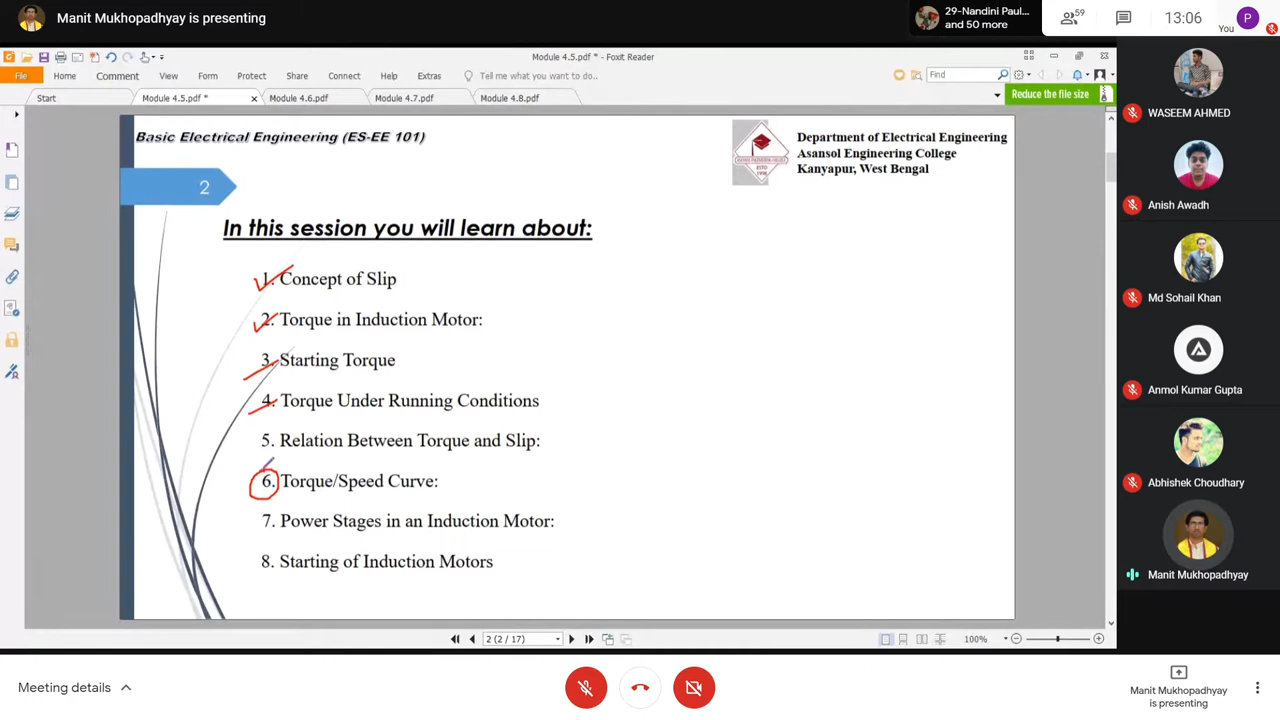 Manit Mukhopadhyay is presenting
29-Nandini Paul...
and 50 more
59
13:06
You
P
Module 4.5.pdf * - Foxit Reader
File
Home
Comment
View
Form
Protect
Share
Connect
Help
Extras
Tell me what you want to do..
Find
Start
Module 4.5.pdf *
Module 4.6.pdf
Module 4.7.pdf
Module 4.8.pdf
Reduce the file size
Basic Electrical Engineering (ES-EE 101)
Department of Electrical Engineering
Asansol Engineering College
Kanyapur, West Bengal
2
In this session you will learn about:
1. Concept of Slip
2. Torque in Induction Motor:
3. Starting Torque
4. Torque Under Running Conditions
5. Relation Between Torque and Slip:
6. Torque/Speed Curve:
7. Power Stages in an Induction Motor:
8. Starting of Induction Motors
2 (2 / 17)
100%
WASEEM AHMED
Anish Awadh
Md Sohail Khan
Anmol Kumar Gupta
Abhishek Choudhary
Manit Mukhopadhyay
Meeting details
Manit Mukhopadhyay
is presenting